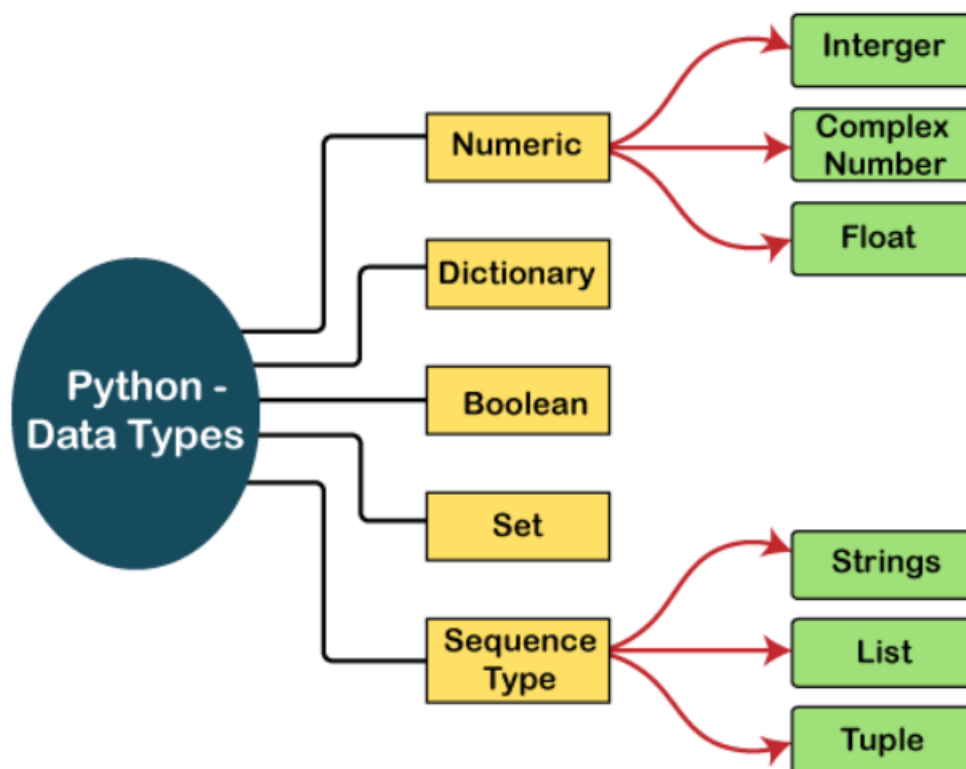 Python -
Data Types
Numeric
Interger
Complex
Number
Float
Dictionary
Boolean
Set
Sequence
Type
Strings
List
Tuple